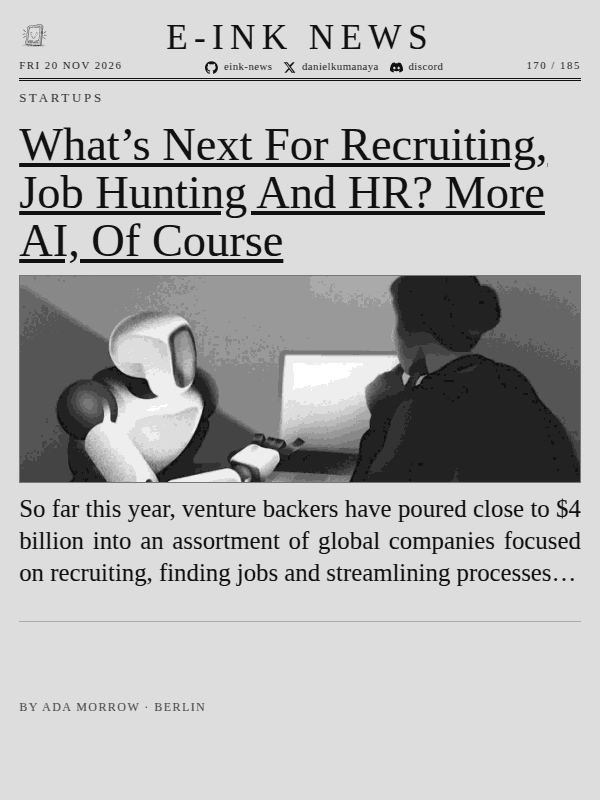 E-INK NEWS
FRI 20 NOV 2026
eink-news danielkumanaya discord
170 / 185
STARTUPS
What’s Next For Recruiting,
Job Hunting And HR? More
AI, Of Course
So far this year, venture backers have poured close to $4
billion into an assortment of global companies focused
on recruiting, finding jobs and streamlining processes…
BY ADA MORROW · BERLIN